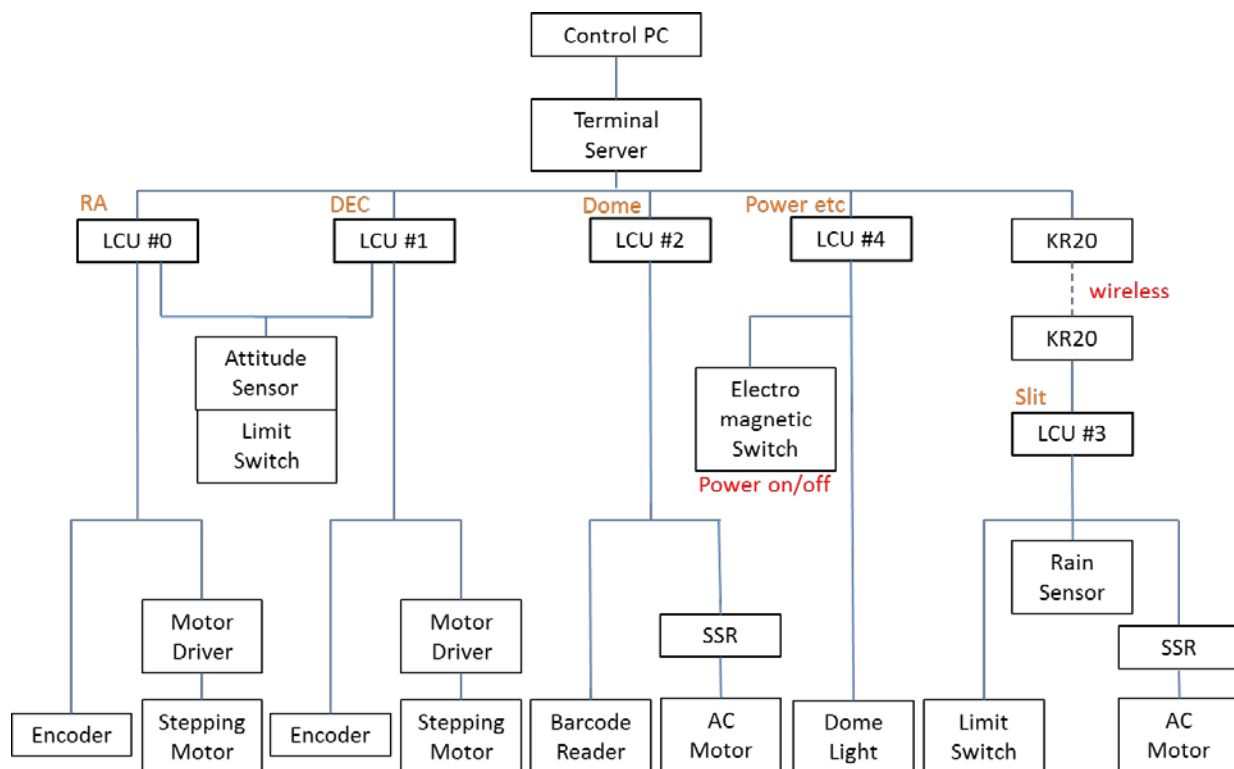 Control PC
Terminal
Server
RA
DEC
Dome
Power etc
LCU #0
LCU #1
LCU #2
LCU #4
KR20
wireless
KR20
Attitude
Sensor
Limit
Switch
Electro
magnetic
Switch
Power on/off
Slit
LCU #3
Rain
Sensor
Motor
Driver
Motor
Driver
SSR
SSR
Encoder
Stepping
Motor
Encoder
Stepping
Motor
Barcode
Reader
AC
Motor
Dome
Light
Limit
Switch
AC
Motor